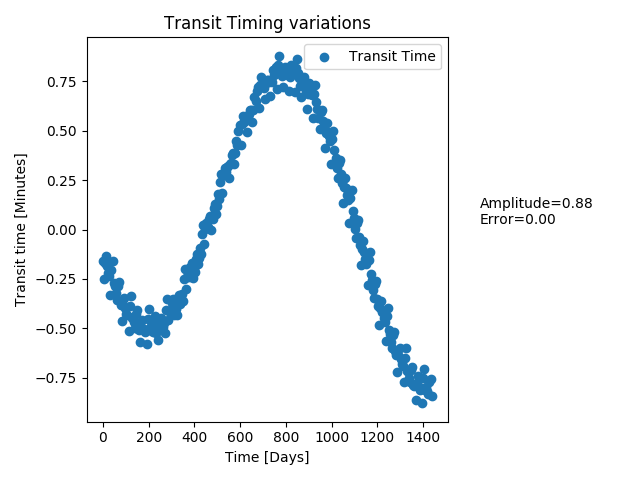 Transit Timing variations
Transit Time
Transit time [Minutes]
0.75
0.50
0.25
0.00
−0.25
−0.50
−0.75
Amplitude=0.88
Error=0.00
0 200 400 600 800 1000 1200 1400
Time [Days]